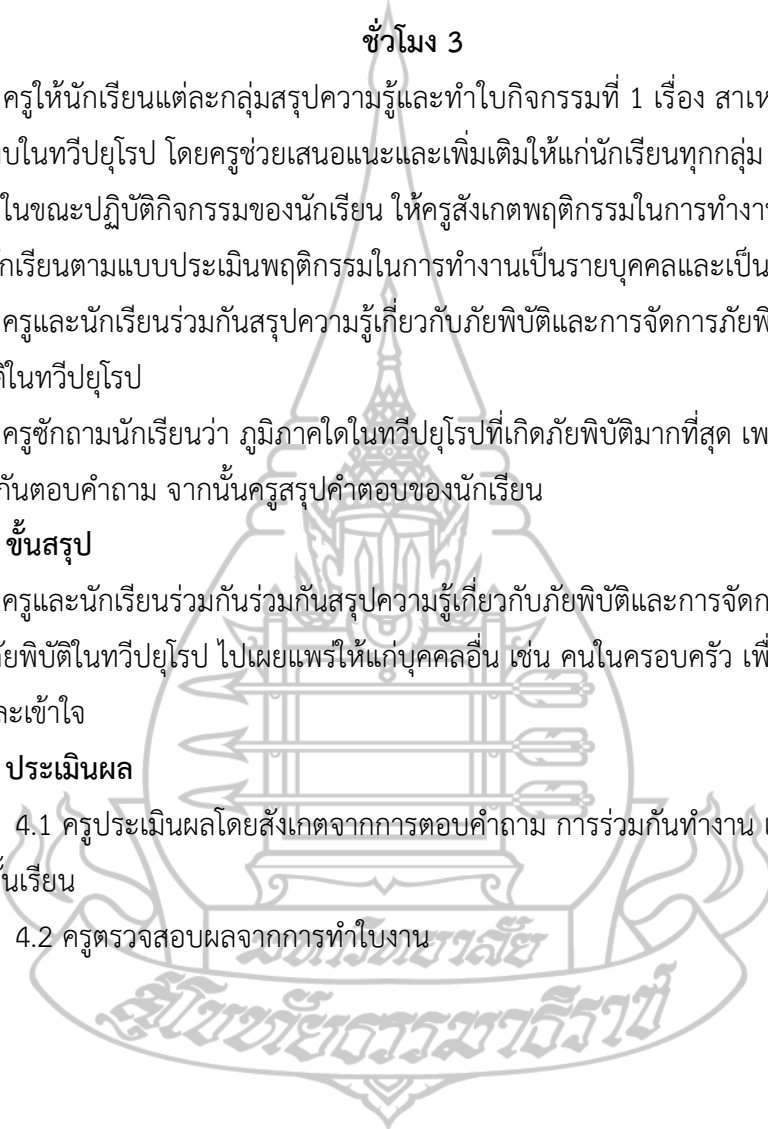 ชั่วโมง 3
ครูให้นักเรียนแต่ละกลุ่มสรุปความรู้และทำใบกิจกรรมที่ 1 เรื่อง
ในทวีปยุโรป โดยครูช่วยเสนอแนะและเพิ่มเติมให้แก่นักเรียนทุกกลุ่ม
ในขณะปฏิบัติกิจกรรมของนักเรียน ให้ครูสังเกตพฤติกรรมในการทำงาน
นักเรียนตามแบบประเมินพฤติกรรมในการทำงานเป็นรายบุคคลและเป็น
ครูและนักเรียนร่วมกันสรุปความรู้เกี่ยวกับภัยพิบัติและการจัดการ
ในทวีปยุโรป
ครูซักถามนักเรียนว่า ภูมิภาคใดในทวีปยุโรปที่เกิดภัยพิบัติมากที่สุด
กันตอบคำถาม จากนั้นครูสรุปคำตอบของนักเรียน
ขั้นสรุป
ครูและนักเรียนร่วมกันร่วมกันสรุปความรู้เกี่ยวกับภัยพิบัติและการ
ภัยพิบัติในทวีปยุโรป ไปเผยแพร่ให้แก่บุคคลอื่น เช่น คนในครอบครัว
และเข้าใจ
ประเมินผล
4.1 ครูประเมินผลโดยสังเกตจากการตอบคำถาม การร่วมกันทำงาน
ชั้นเรียน
4.2 ครูตรวจสอบผลจากการทำใบงาน
มหาวิทยาลัย
สุโขทัยธรรมาธิราช